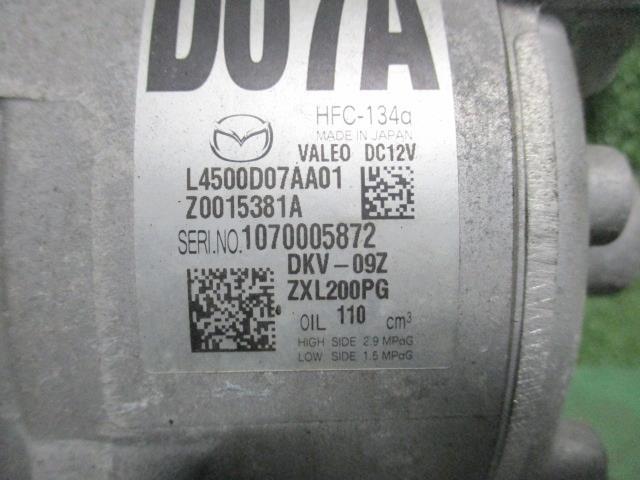 D07A
HFC-134a
MADE IN JAPAN
VALEO DC12V
L4500D07AA01
Z0015381A
SERI.NO.1070005872
DKV-09Z
ZXL200PG
OIL 110 cm³
HIGH SIDE 2.9 MPaG
LOW SIDE 1.5 MPaG